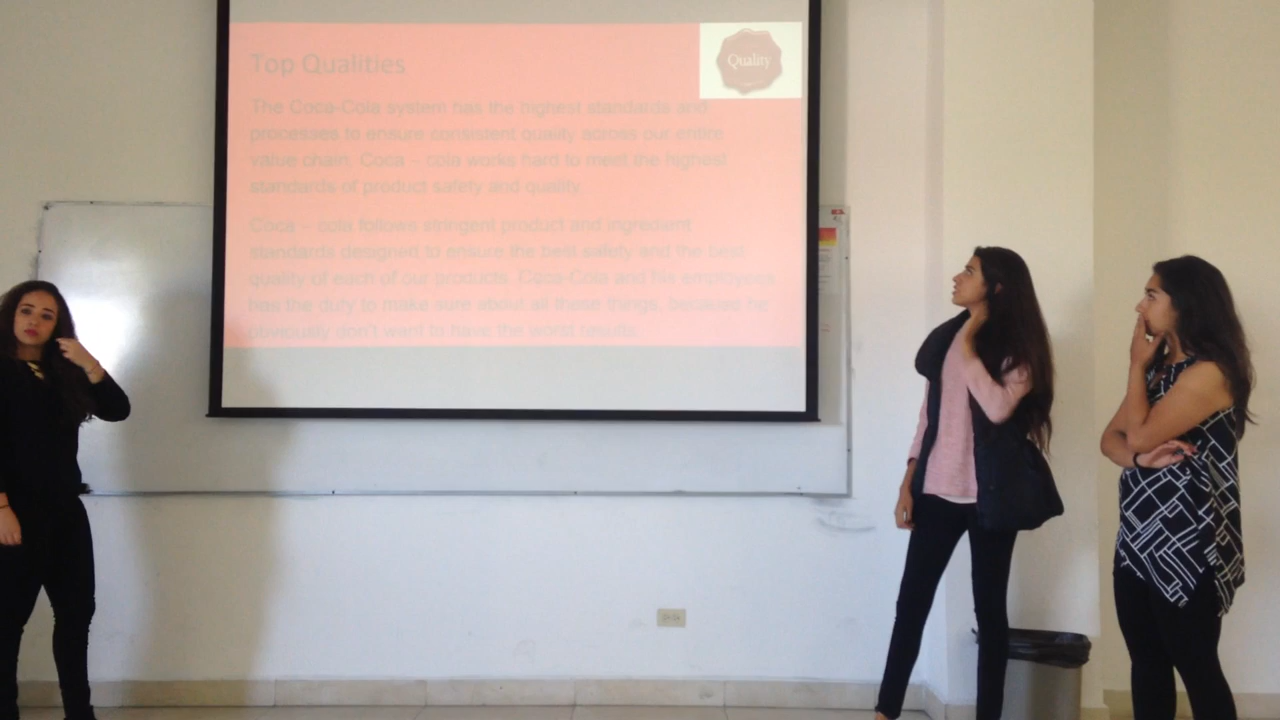 Top Qualities
Quality
The Coca-Cola system has the highest standards and
processes to ensure consistent quality across our entire
value chain. Coca – cola works hard to meet the highest
standards of product safety and quality.
Coca – cola follows stringent product and ingredient
standards designed to ensure the best safety and the best
quality of each of our products. Coca-Cola and his employees
has the duty to make sure about all these things, because he
obviously don't want to have the worst results.